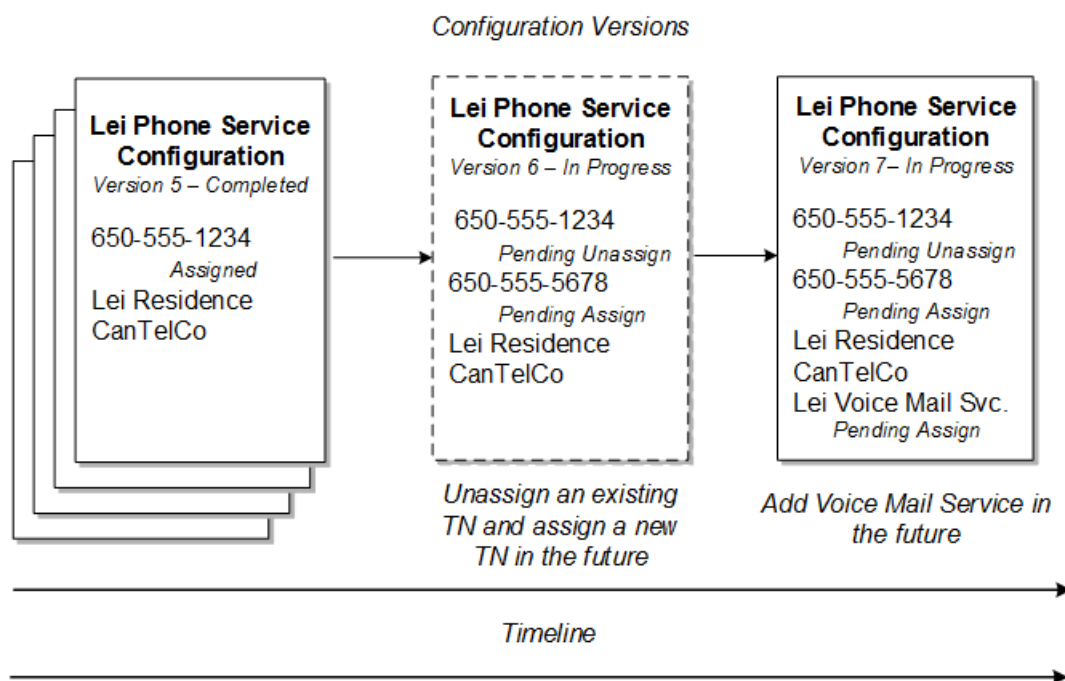 Configuration Versions
Lei Phone Service
Configuration
Version 5 – Completed
650-555-1234
Assigned
Lei Residence
CanTelCo
Lei Phone Service
Configuration
Version 6 – In Progress
650-555-1234
Pending Unassign
650-555-5678
Pending Assign
Lei Residence
CanTelCo
Unassign an existing
TN and assign a new
TN in the future
Lei Phone Service
Configuration
Version 7– In Progress
650-555-1234
Pending Unassign
650-555-5678
Pending Assign
Lei Residence
CanTelCo
Lei Voice Mail Svc.
Pending Assign
Add Voice Mail Service in
the future
Timeline